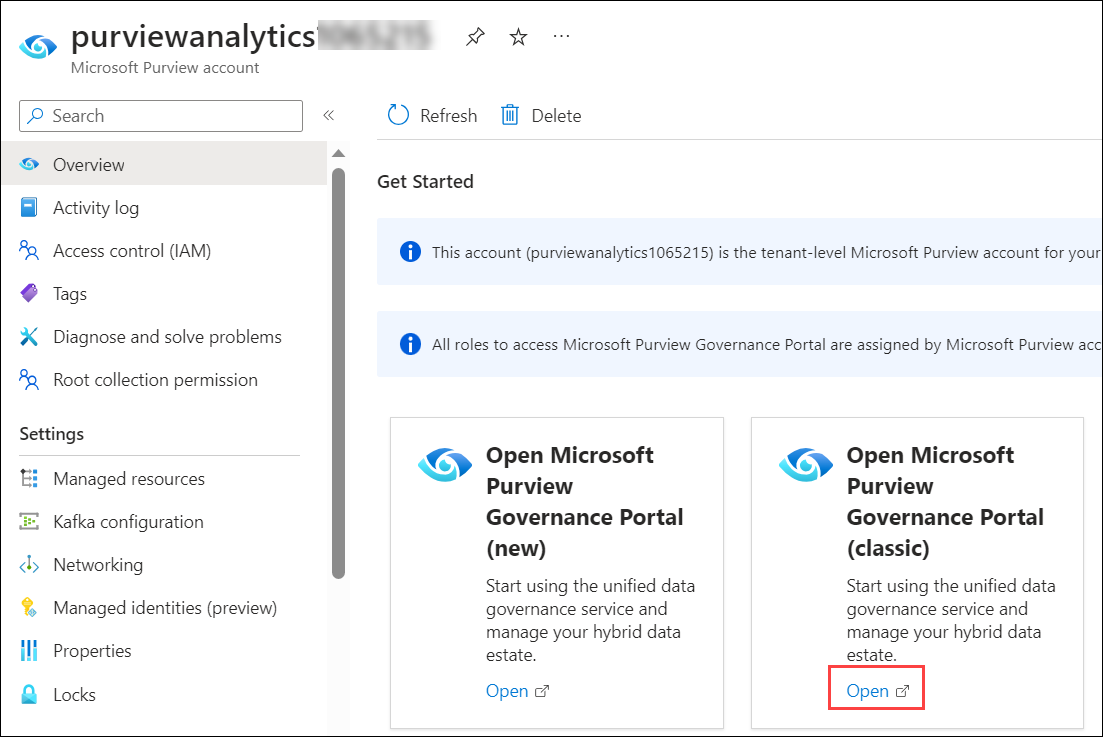 purviewanalytics
Microsoft Purview account
Search
Refresh
Delete
Overview
Activity log
Access control (IAM)
Tags
Diagnose and solve problems
Root collection permission
Settings
Managed resources
Kafka configuration
Networking
Managed identities (preview)
Properties
Locks
Get Started
This account (purviewanalytics1065215) is the tenant-level Microsoft Purview account for your
All roles to access Microsoft Purview Governance Portal are assigned by Microsoft Purview acc
Open Microsoft
Purview
Governance Portal
(new)
Start using the unified data
governance service and
manage your hybrid data
estate.
Open
Open Microsoft
Purview
Governance Portal
(classic)
Start using the unified data
governance service and
manage your hybrid data
estate.
Open